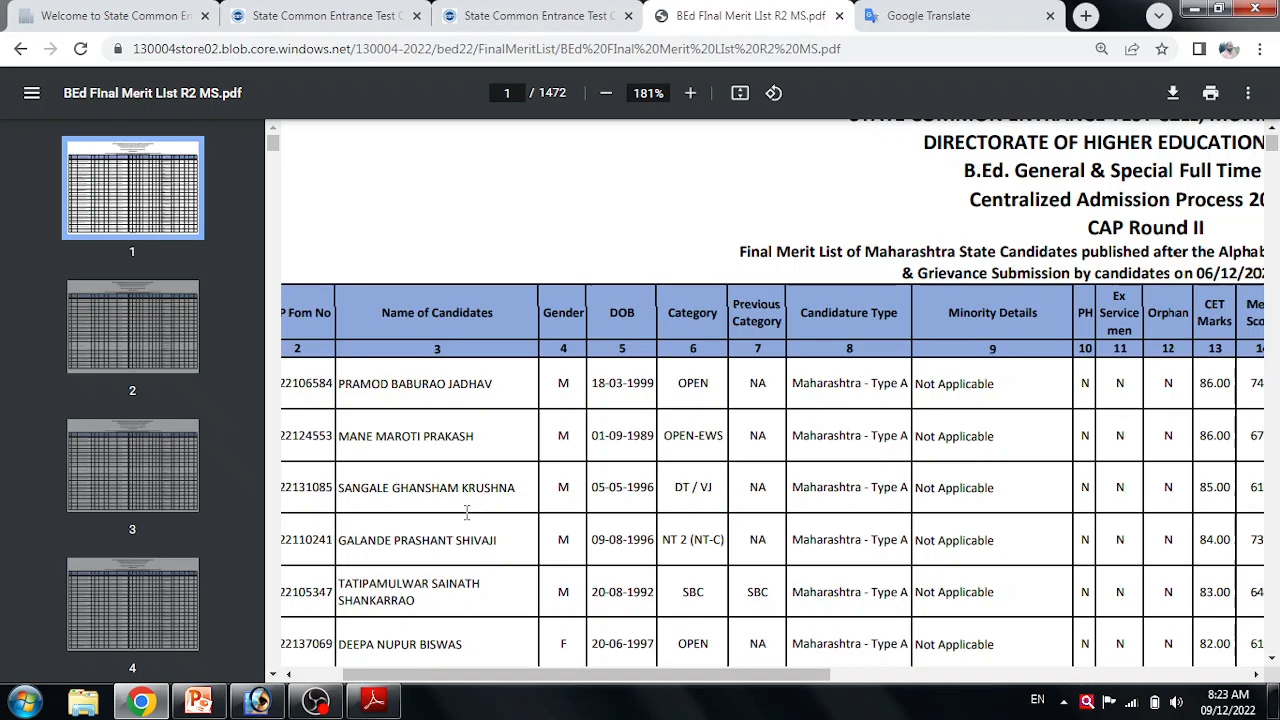 Welcome to State Common En
State Common Entrance Test C
State Common Entrance Test C
BEd FInal Merit LIst R2 MS.pdf
Google Translate
130004store02.blob.core.windows.net/130004-2022/bed22/FinalMeritList/BEd%20FInal%20Merit%20LIst%20R2%20MS.pdf
BEd FInal Merit LIst R2 MS.pdf
1 / 1472
181%
DIRECTORATE OF HIGHER EDUCATION
B.Ed. General & Special Full Time
Centralized Admission Process 20
CAP Round II
Final Merit List of Maharashtra State Candidates published after the Alphab
& Grievance Submission by candidates on 06/12/202
P Fom No Name of Candidates Gender DOB Category Previous Category Candidature Type Minority Details PH Ex Service men Orphan CET Marks Me Sco
2 3 4 5 6 7 8 9 10 11 12 13 14
22106584 PRAMOD BABURAO JADHAV M 18-03-1999 OPEN NA Maharashtra - Type A Not Applicable N N N 86.00 74
22124553 MANE MAROTI PRAKASH M 01-09-1989 OPEN-EWS NA Maharashtra - Type A Not Applicable N N N 86.00 67
22131085 SANGALE GHANSHAM KRUSHNA M 05-05-1996 DT / VJ NA Maharashtra - Type A Not Applicable N N N 85.00 61
22110241 GALANDE PRASHANT SHIVAJI M 09-08-1996 NT 2 (NT-C) NA Maharashtra - Type A Not Applicable N N N 84.00 73
22105347 TATIPAMULWAR SAINATH SHANKARRAO M 20-08-1992 SBC SBC Maharashtra - Type A Not Applicable N N N 83.00 64
22137069 DEEPA NUPUR BISWAS F 20-06-1997 OPEN NA Maharashtra - Type A Not Applicable N N N 82.00 61
1
2
3
4
EN
8:23 AM
09/12/2022